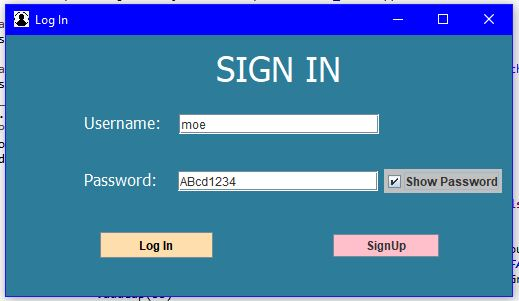 Log In
SIGN IN
Username: moe
Password: ABcd1234 Show Password
Log In SignUp